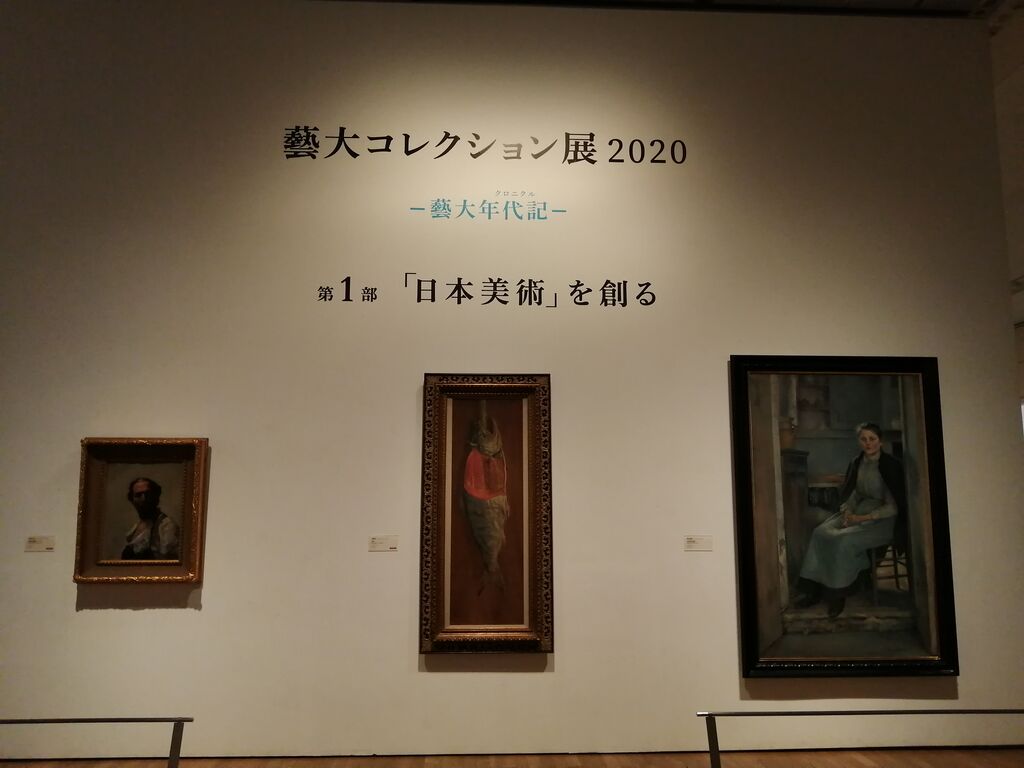 藝大コレクション展 2020
クロニクル
－藝大年代記－
第1部 「日本美術」を創る